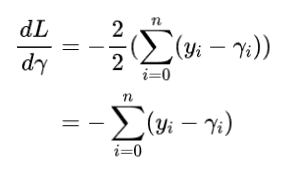 dL/dγ = −2/2(∑_{i=0}^{n}(y_i − γ_i))
= −∑_{i=0}^{n}(y_i − γ_i)